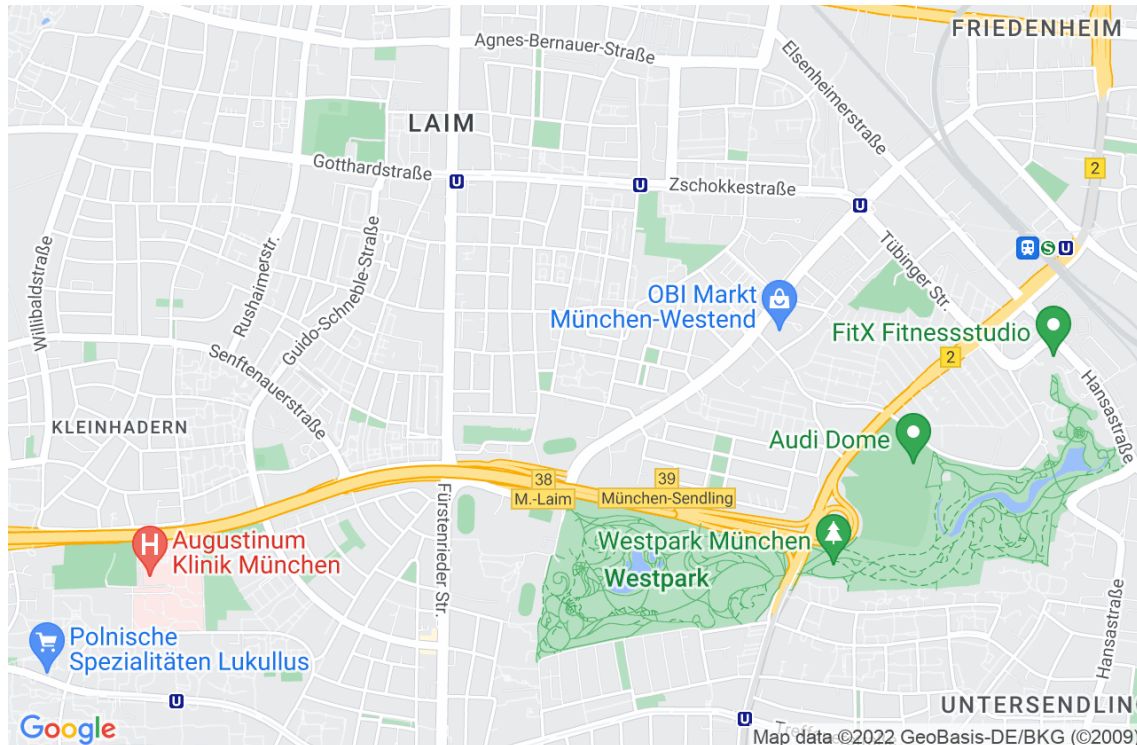 FRIEDENHEIM
Agnes-Bernauer-Straße
Elsenheimerstraße
LAIM
Gotthardstraße
U
U
Zschokkestraße
2
U
Willibaldstraße
Rushaimerstr.
Guido-Schneble-Straße
Tübinger Str.
S
U
OBI Markt
München-Westend
FitX Fitnessstudio
2
Senftenauerstraße
Hansastraße
KLEINHADERN
Audi Dome
38
M.-Laim
39
München-Sendling
Fürstenrieder Str.
H
Augustinum
Klinik München
Westpark München
Westpark
Hansastraße
Polnische
Spezialitäten Lukullus
U
UNTERSENDLING
U
Google
Map data ©2022 GeoBasis-DE/BKG (©2009)